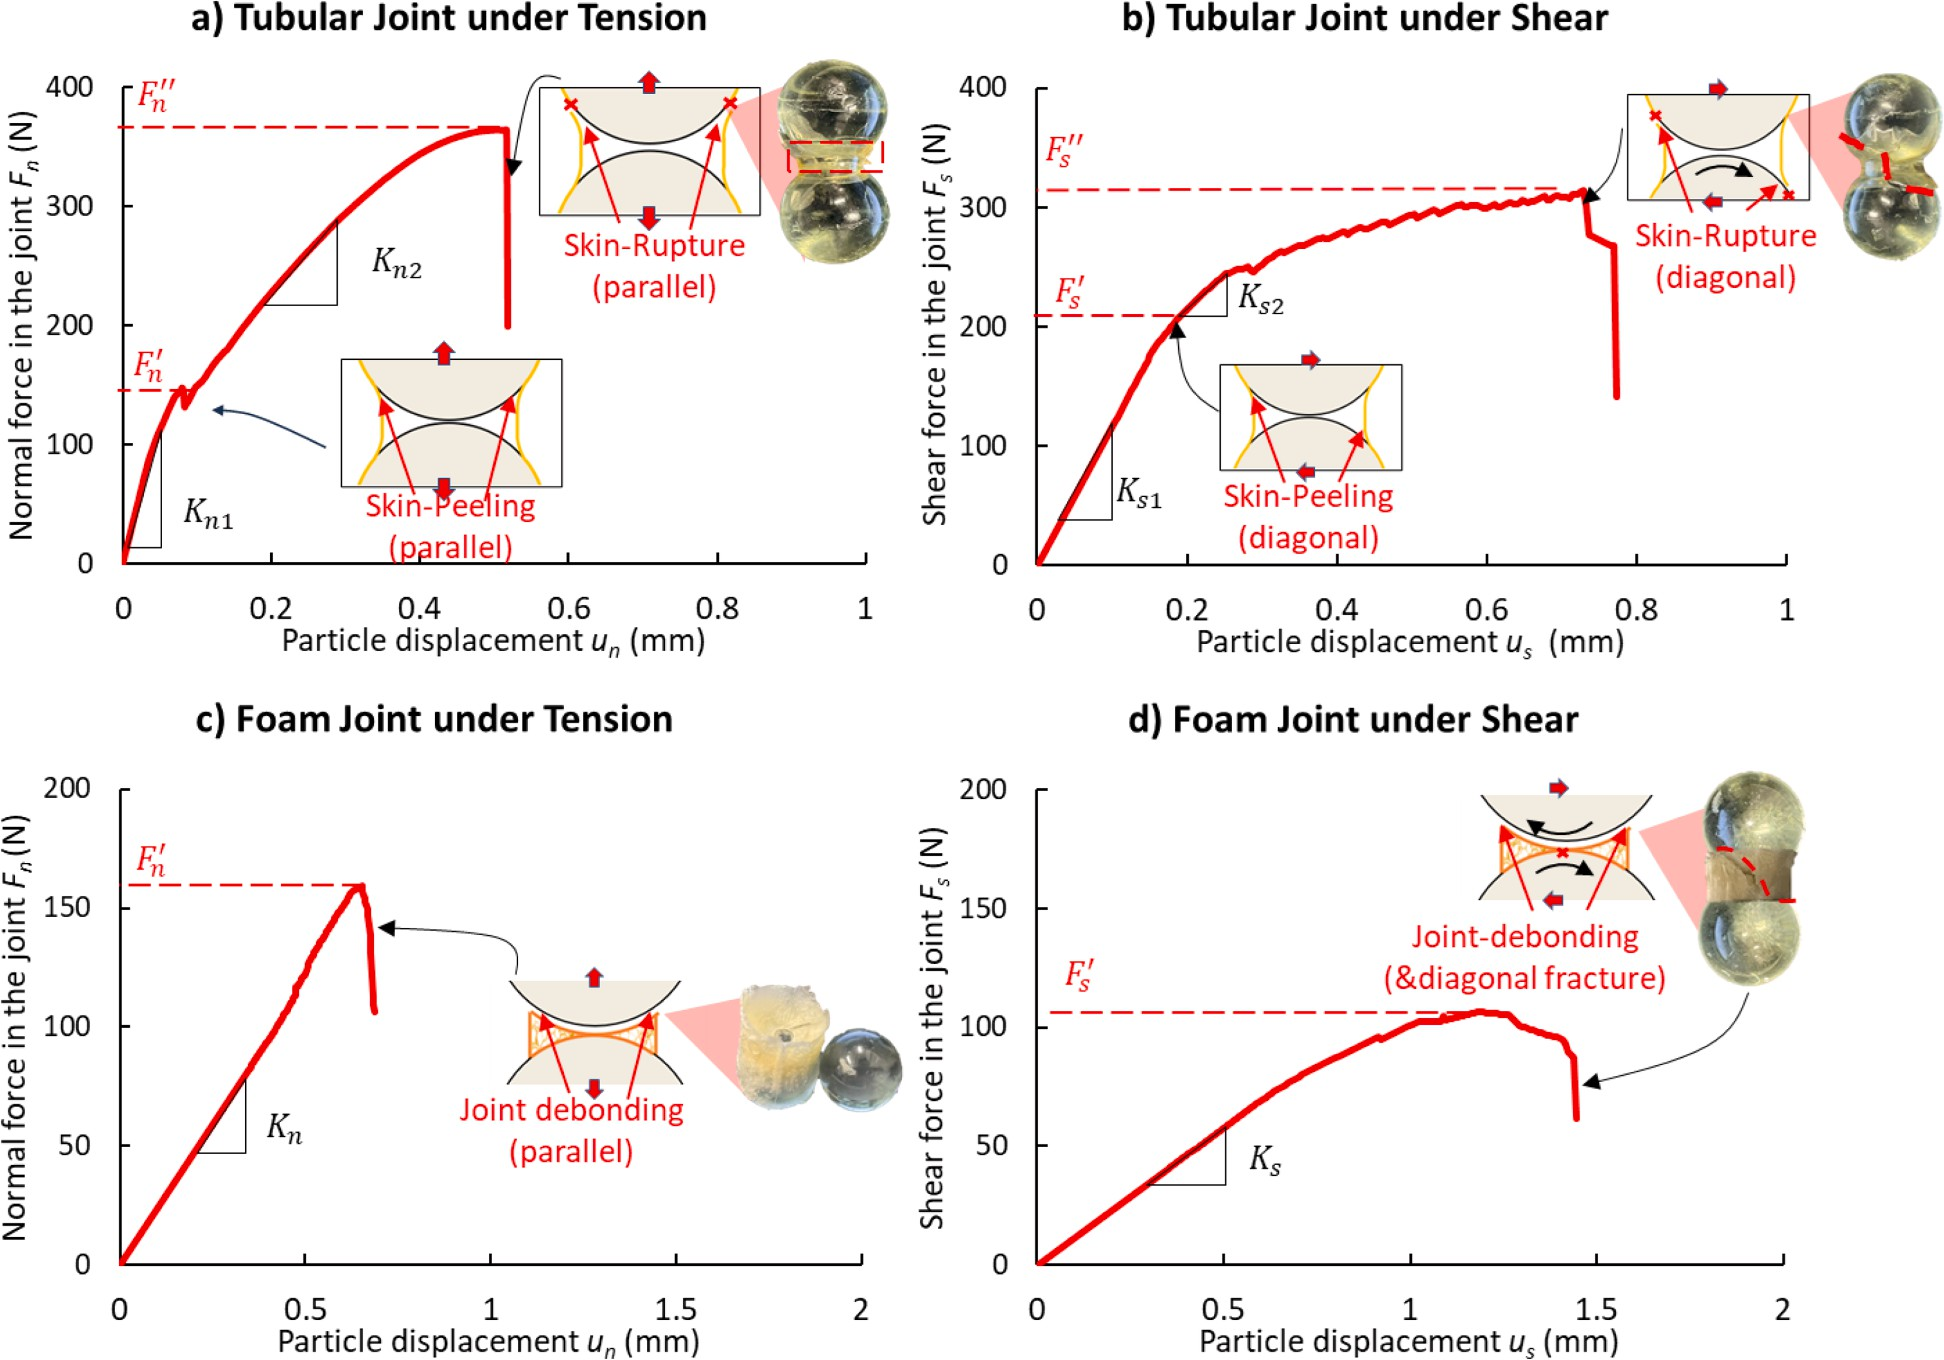 a) Tubular Joint under Tension
Normal force in the joint Fn (N)
400
300
200
100
0
Fn′′
Fn′
Kn2
Kn1
Skin-Rupture
(parallel)
Skin-Peeling
(parallel)
0 0.2 0.4 0.6 0.8 1
Particle displacement un (mm)
b) Tubular Joint under Shear
Shear force in the joint Fs (N)
400
300
200
100
0
Fs′′
Fs′
Ks2
Ks1
Skin-Rupture
(diagonal)
Skin-Peeling
(diagonal)
0 0.2 0.4 0.6 0.8 1
Particle displacement us (mm)
c) Foam Joint under Tension
Normal force in the joint Fn (N)
200
150
100
50
0
Fn′
Kn
Joint debonding
(parallel)
0 0.5 1 1.5 2
Particle displacement un (mm)
d) Foam Joint under Shear
Shear force in the joint Fs (N)
200
150
100
50
0
Fs′
Ks
Joint-debonding
(&diagonal fracture)
0 0.5 1 1.5 2
Particle displacement us (mm)